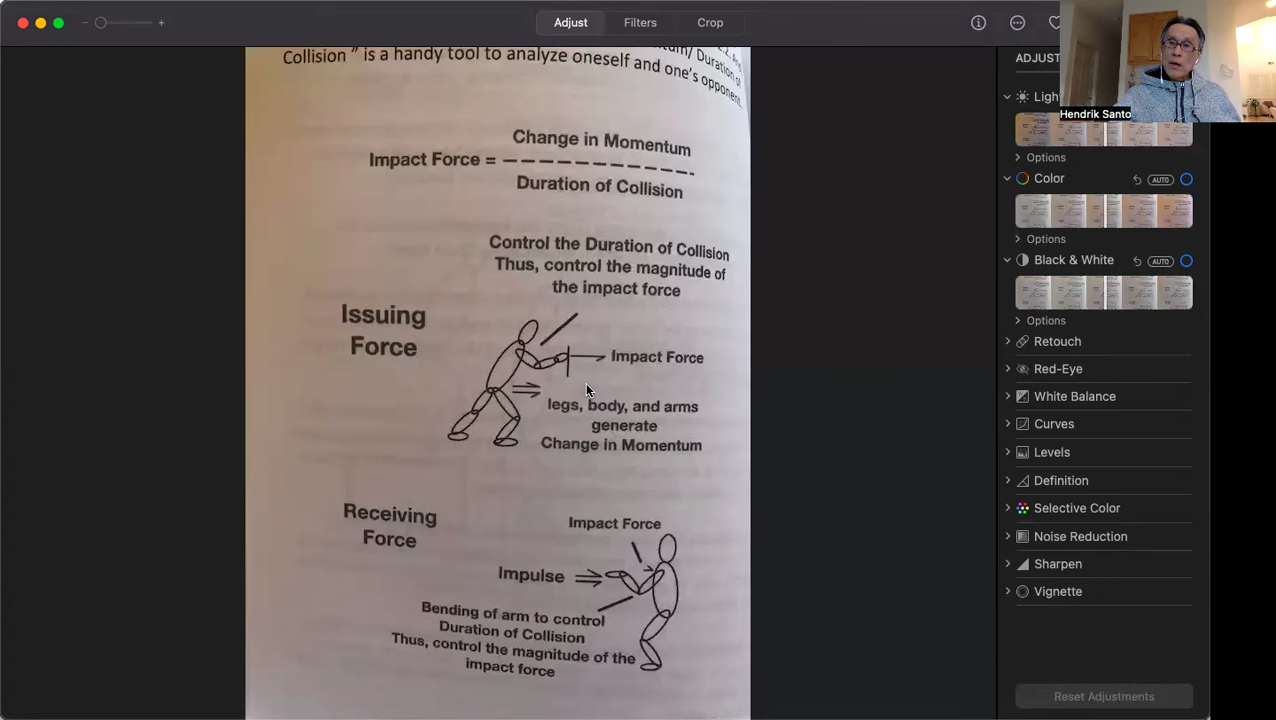 Adjust
Filters
Crop
Hendrik Santo
Collision " is a handy tool to analyze oneself and one's opponent.
Duration of
Change in Momentum
Impact Force = ––––––––––––
Duration of Collision
Control the Duration of Collision
Thus, control the magnitude of
the impact force
Issuing
Force
Impact Force
legs, body, and arms
generate
Change in Momentum
Receiving
Force
Impact Force
Impulse
Bending of arm to control
Duration of Collision
Thus, control the magnitude of the
impact force
ADJUST
Light
Options
Color
AUTO
Options
Black & White
AUTO
Options
Retouch
Red-Eye
White Balance
Curves
Levels
Definition
Selective Color
Noise Reduction
Sharpen
Vignette
Reset Adjustments